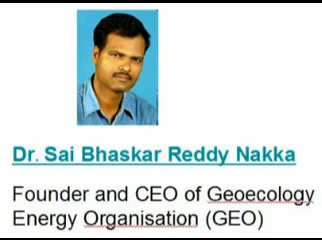 Dr. Sai Bhaskar Reddy Nakka
Founder and CEO of Geoecology
Energy Organisation (GEO)